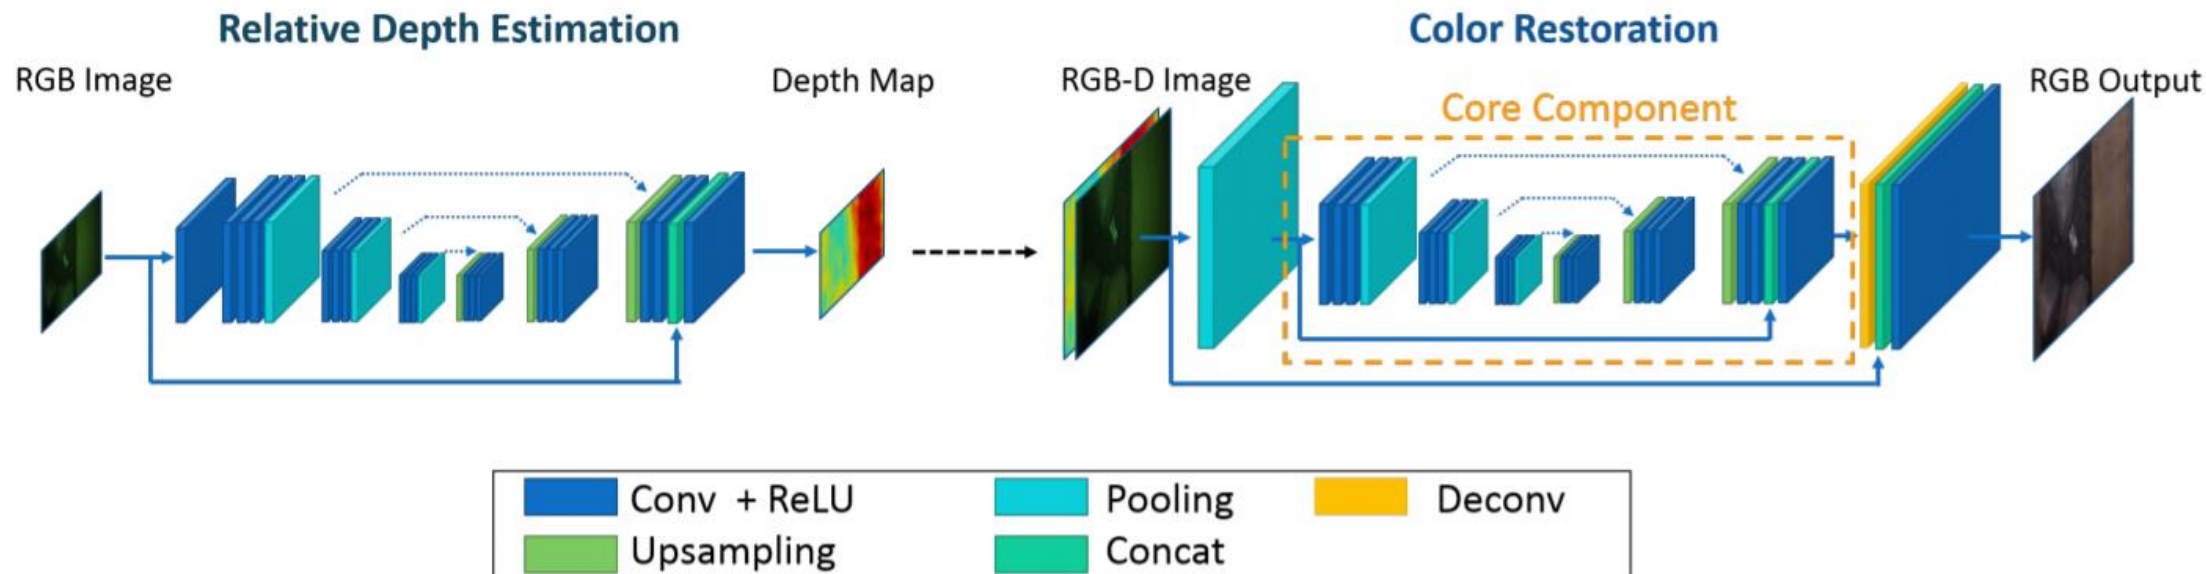 Relative Depth Estimation
Color Restoration
RGB Image
Depth Map
RGB-D Image
RGB Output
Core Component
Conv + ReLU
Pooling
Deconv
Upsampling
Concat